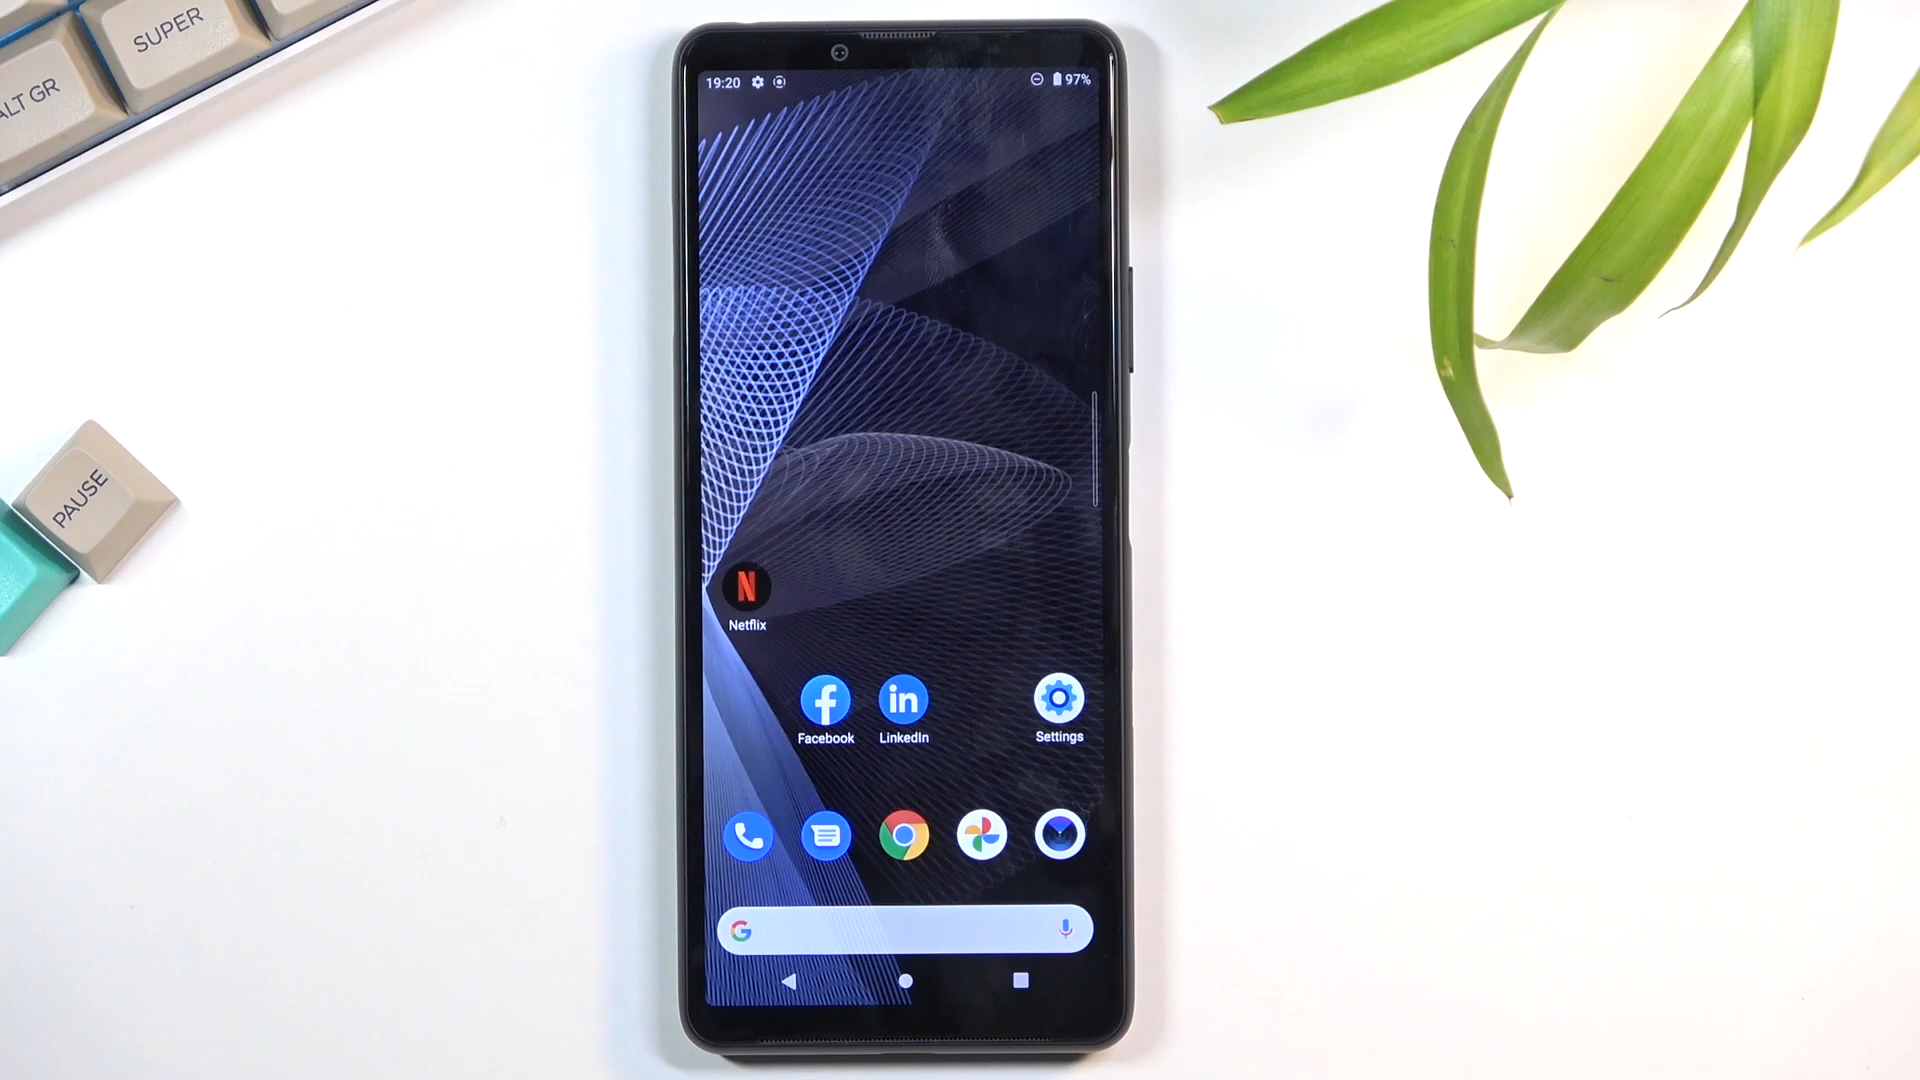 SUPER
ALT GR
19:20 97%
PAUSE
N
Netflix
f in
Facebook LinkedIn Settings
G